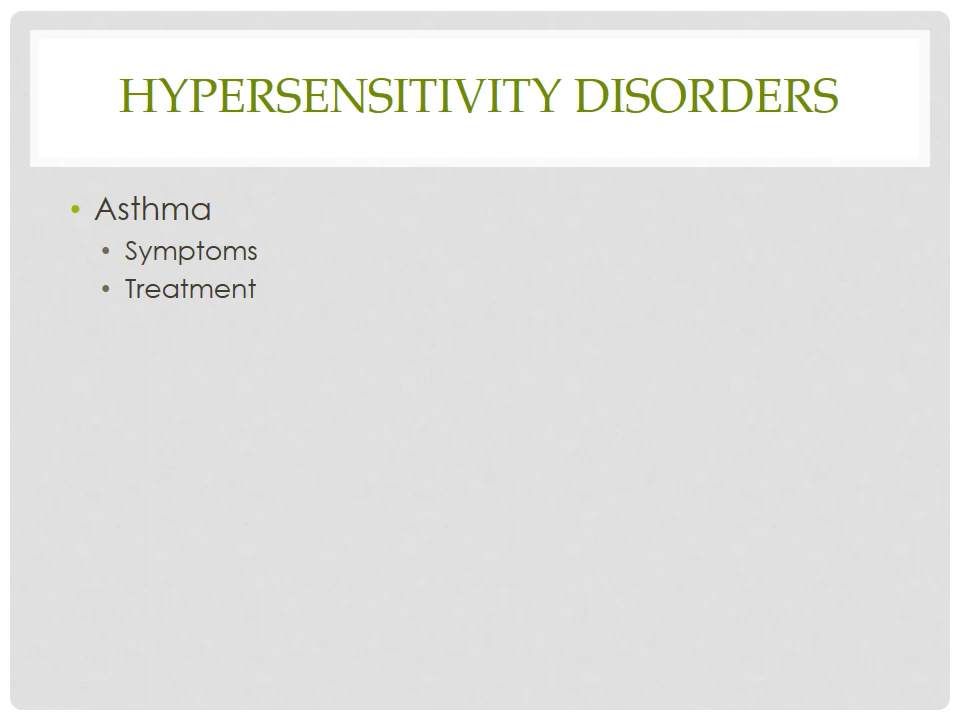 HYPERSENSITIVITY DISORDERS
• Asthma
• Symptoms
• Treatment